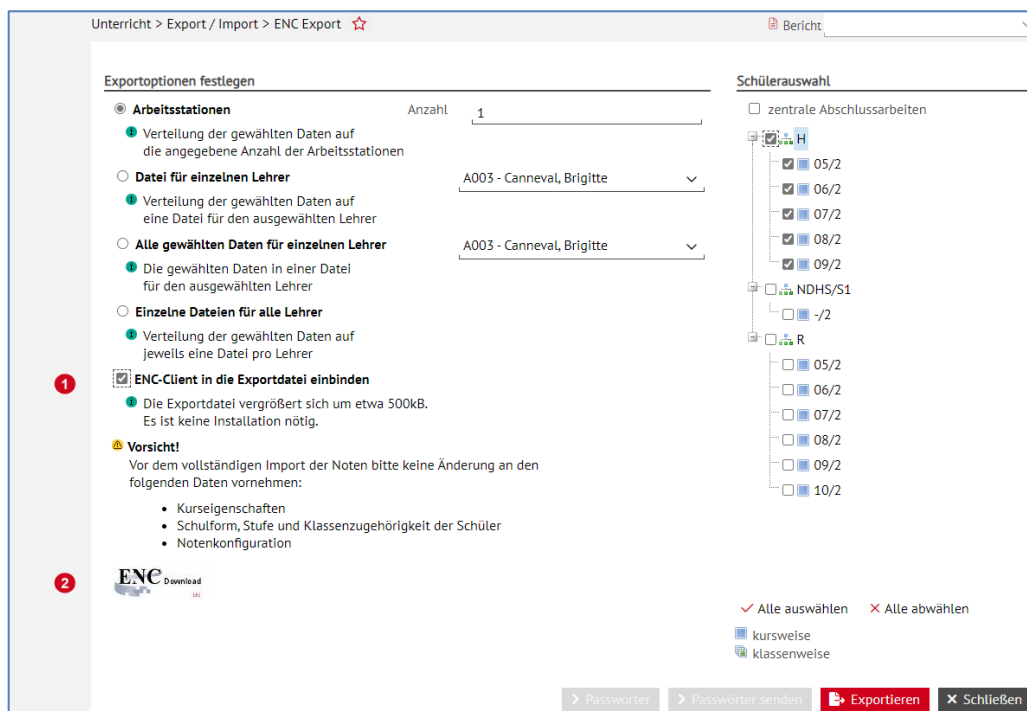 Unterricht > Export / Import > ENC Export
Bericht
Exportoptionen festlegen
Arbeitsstationen
Anzahl
1
Verteilung der gewählten Daten auf
die angegebene Anzahl der Arbeitsstationen
Datei für einzelnen Lehrer
A003 - Canneval, Brigitte
Verteilung der gewählten Daten auf
eine Datei für den ausgewählten Lehrer
Alle gewählten Daten für einzelnen Lehrer
A003 - Canneval, Brigitte
Die gewählten Daten in einer Datei
für den ausgewählten Lehrer
Einzelne Dateien für alle Lehrer
Verteilung der gewählten Daten auf
jeweils eine Datei pro Lehrer
1
ENC-Client in die Exportdatei einbinden
Die Exportdatei vergrößert sich um etwa 500kB.
Es ist keine Installation nötig.
Vorsicht!
Vor dem vollständigen Import der Noten bitte keine Änderung an den
folgenden Daten vornehmen:
• Kurseigenschaften
• Schulform, Stufe und Klassenzugehörigkeit der Schüler
• Notenkonfiguration
2
ENC Download
Schülerauswahl
zentrale Abschlussarbeiten
H
05/2
06/2
07/2
08/2
09/2
NDHS/S1
-/2
R
05/2
06/2
07/2
08/2
09/2
10/2
Alle auswählen
Alle abwählen
kursweise
klassenweise
> Passwörter
> Passwörter senden
Exportieren
Schließen